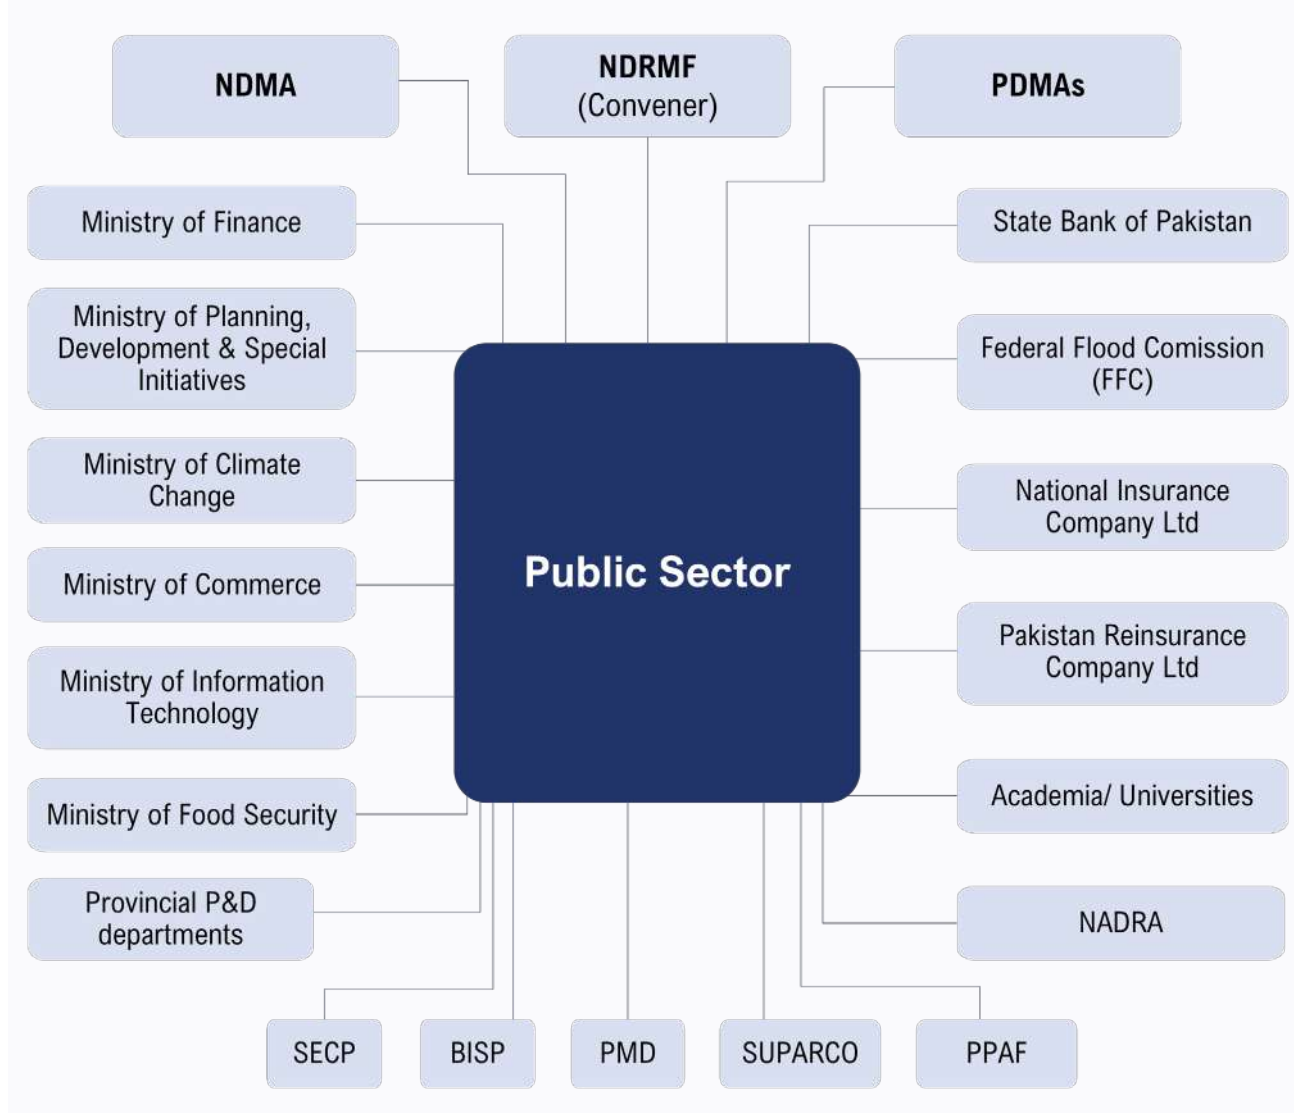 NDMA
NDRMF
(Convener)
PDMAs
Ministry of Finance
State Bank of Pakistan
Ministry of Planning,
Development & Special
Initiatives
Federal Flood Comission
(FFC)
Ministry of Climate
Change
National Insurance
Company Ltd
Ministry of Commerce
Public Sector
Pakistan Reinsurance
Company Ltd
Ministry of Information
Technology
Ministry of Food Security
Academia/ Universities
Provincial P&D
departments
NADRA
SECP
BISP
PMD
SUPARCO
PPAF